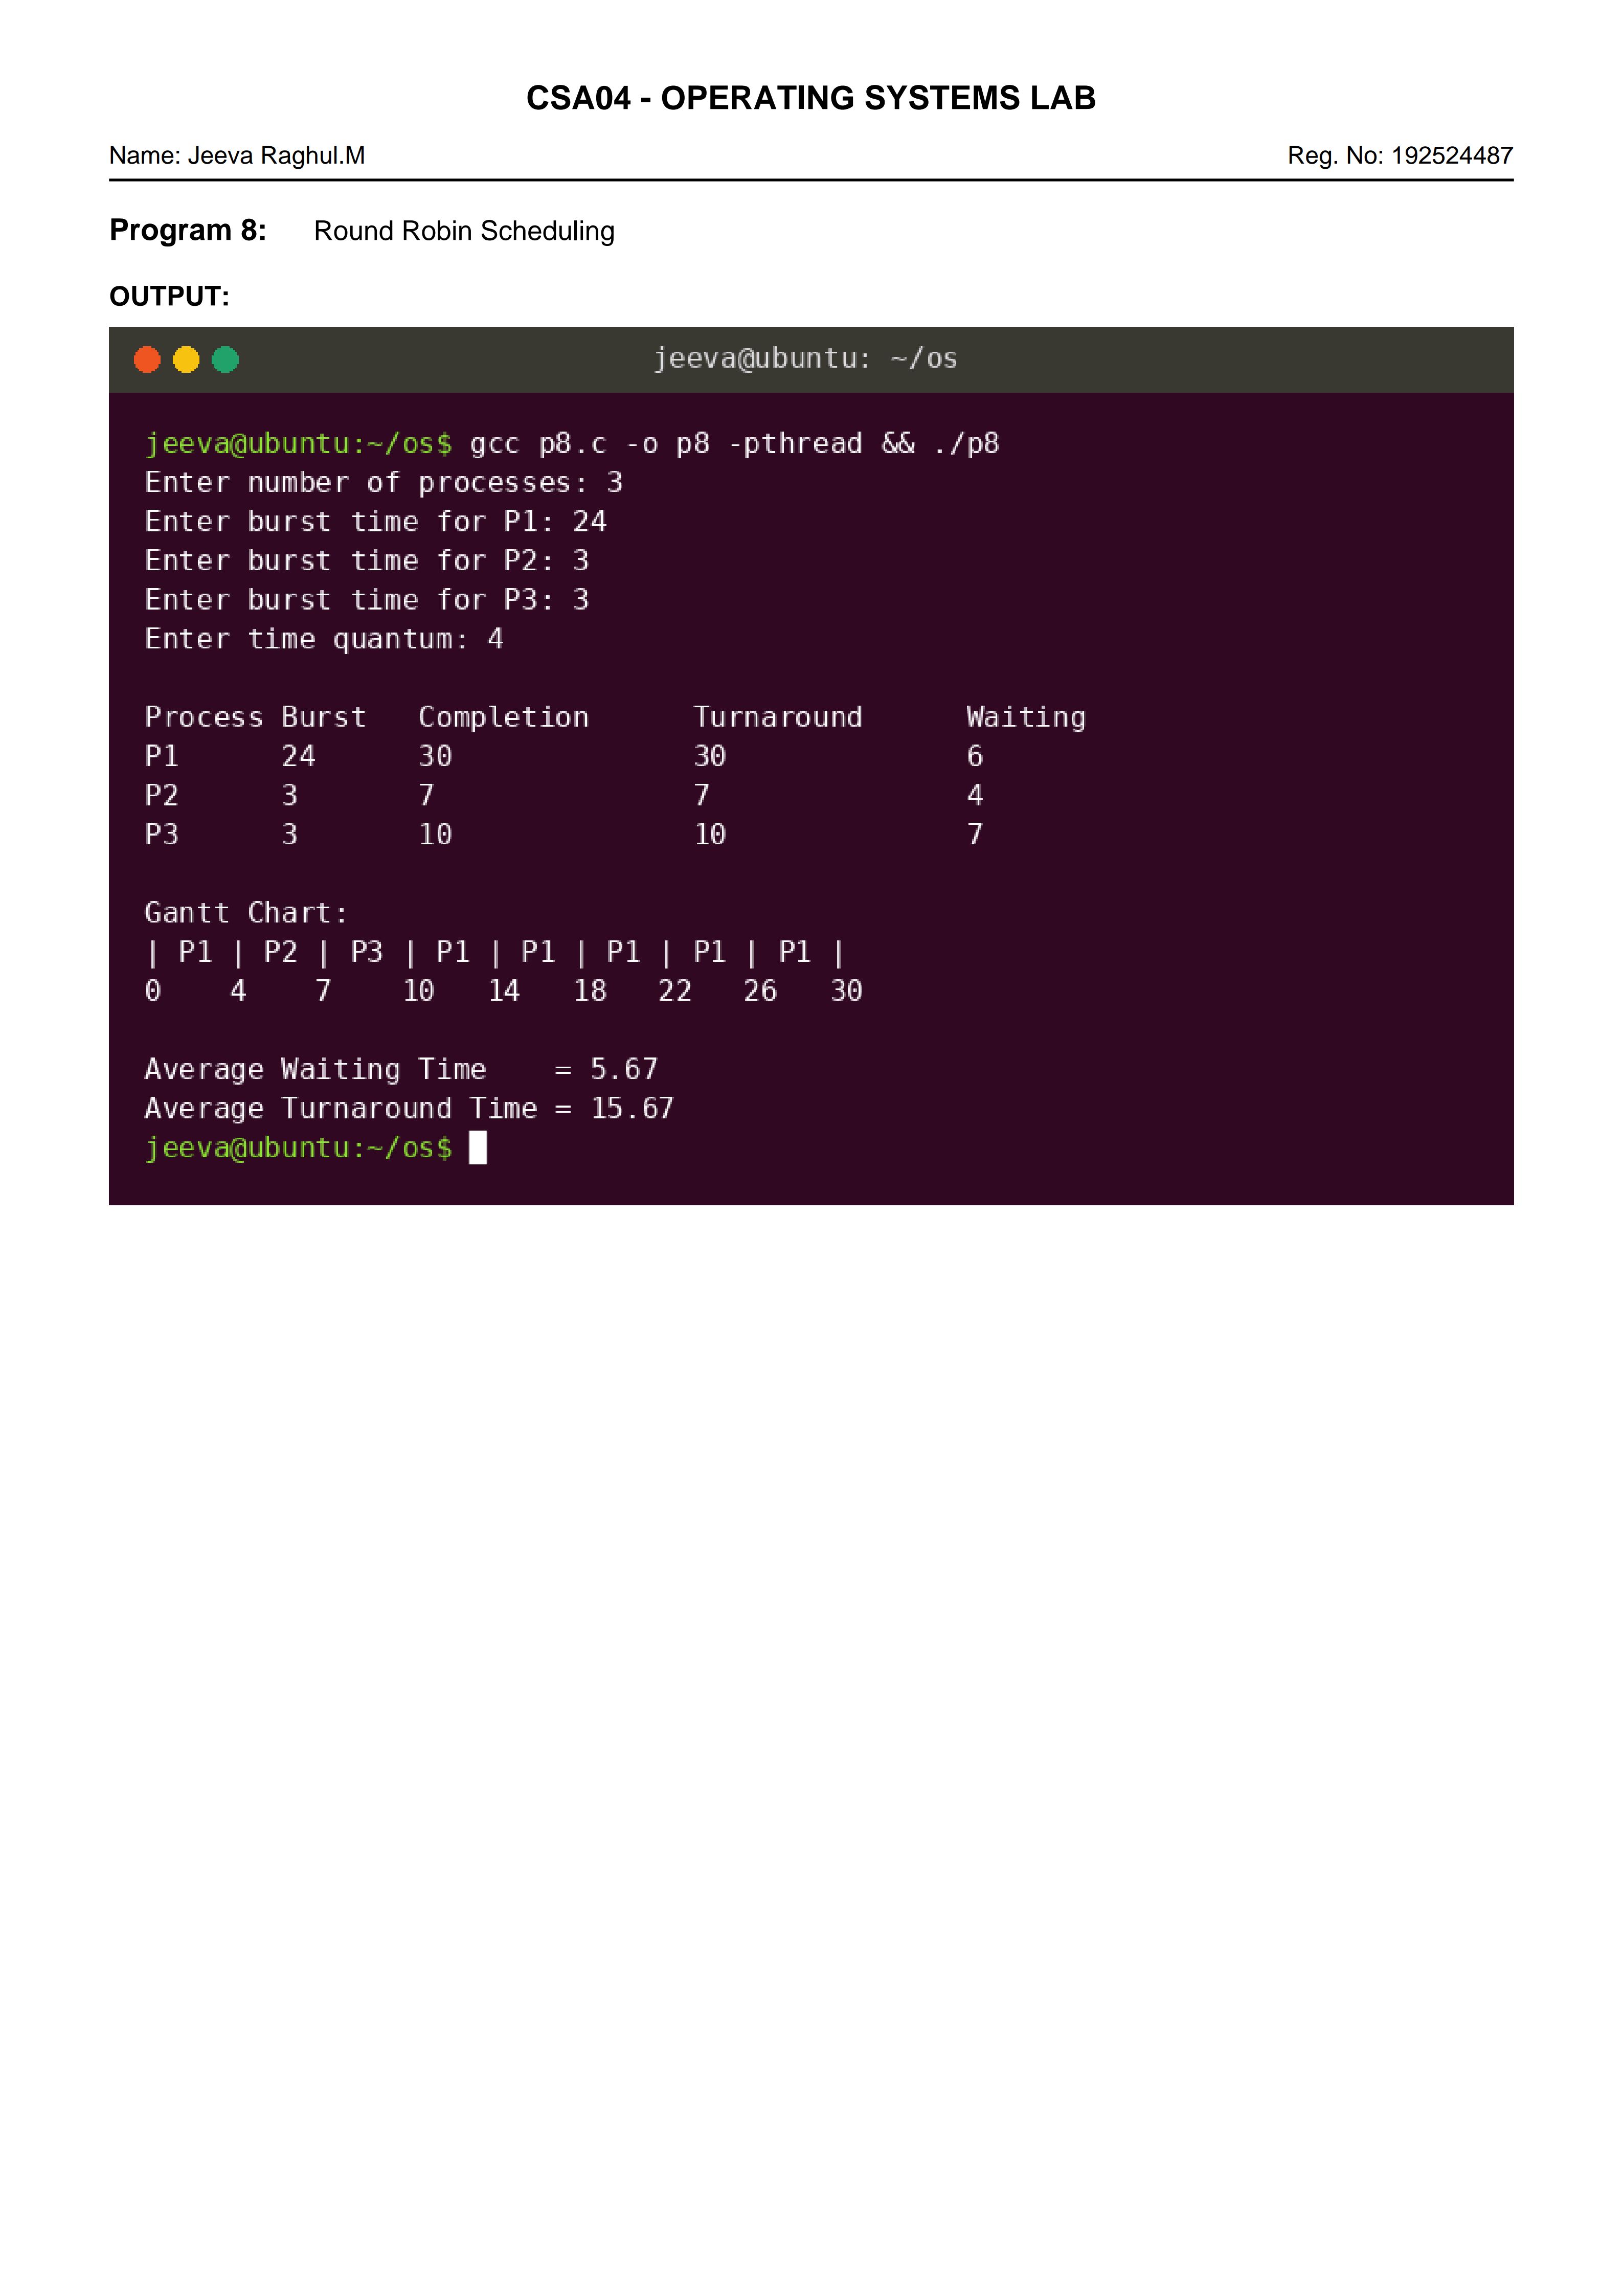 CSA04 - OPERATING SYSTEMS LAB
Name: Jeeva Raghul.M Reg. No: 192524487
Program 8: Round Robin Scheduling
OUTPUT:
jeeva@ubuntu: ~/os
jeeva@ubuntu:~/os$ gcc p8.c -o p8 -pthread && ./p8
Enter number of processes: 3
Enter burst time for P1: 24
Enter burst time for P2: 3
Enter burst time for P3: 3
Enter time quantum: 4
Process Burst Completion Turnaround Waiting
P1 24 30 30 6
P2 3 7 7 4
P3 3 10 10 7
Gantt Chart:
| P1 | P2 | P3 | P1 | P1 | P1 | P1 | P1 |
0 4 7 10 14 18 22 26 30
Average Waiting Time = 5.67
Average Turnaround Time = 15.67
jeeva@ubuntu:~/os$